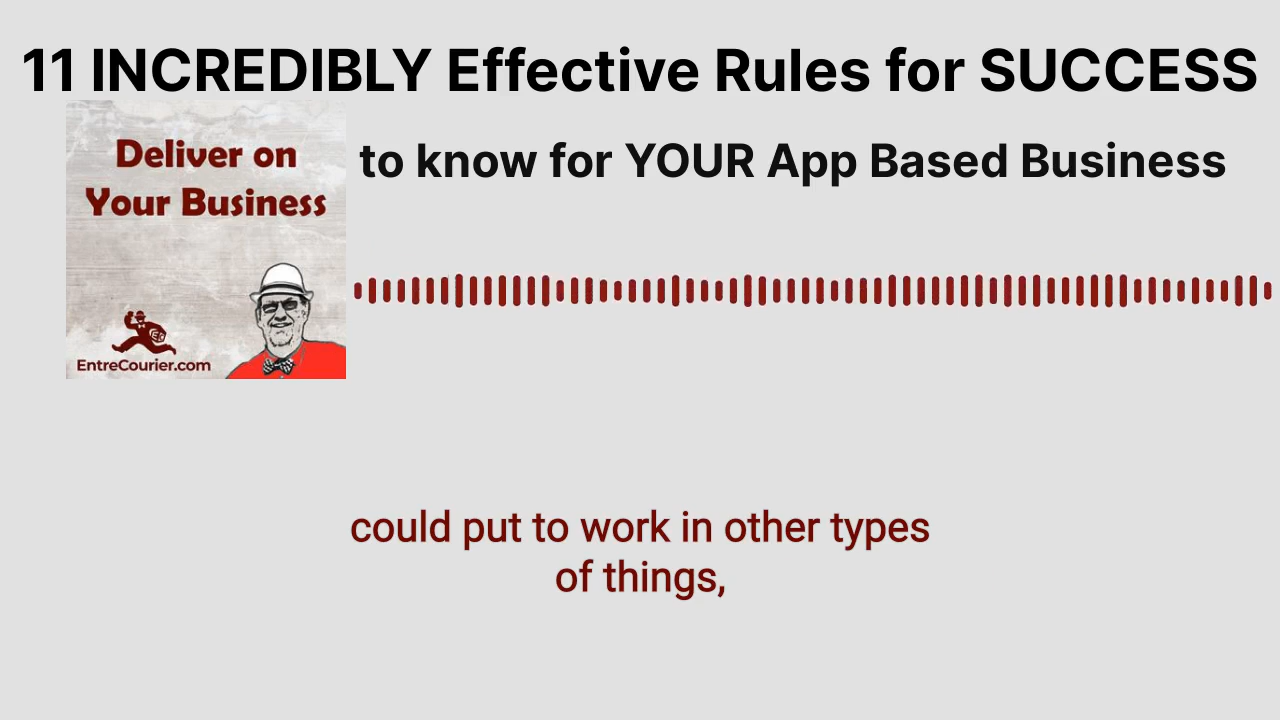 11 INCREDIBLY Effective Rules for SUCCESS
to know for YOUR App Based Business
Deliver on
Your Business
EntreCourier.com
could put to work in other types
of things,